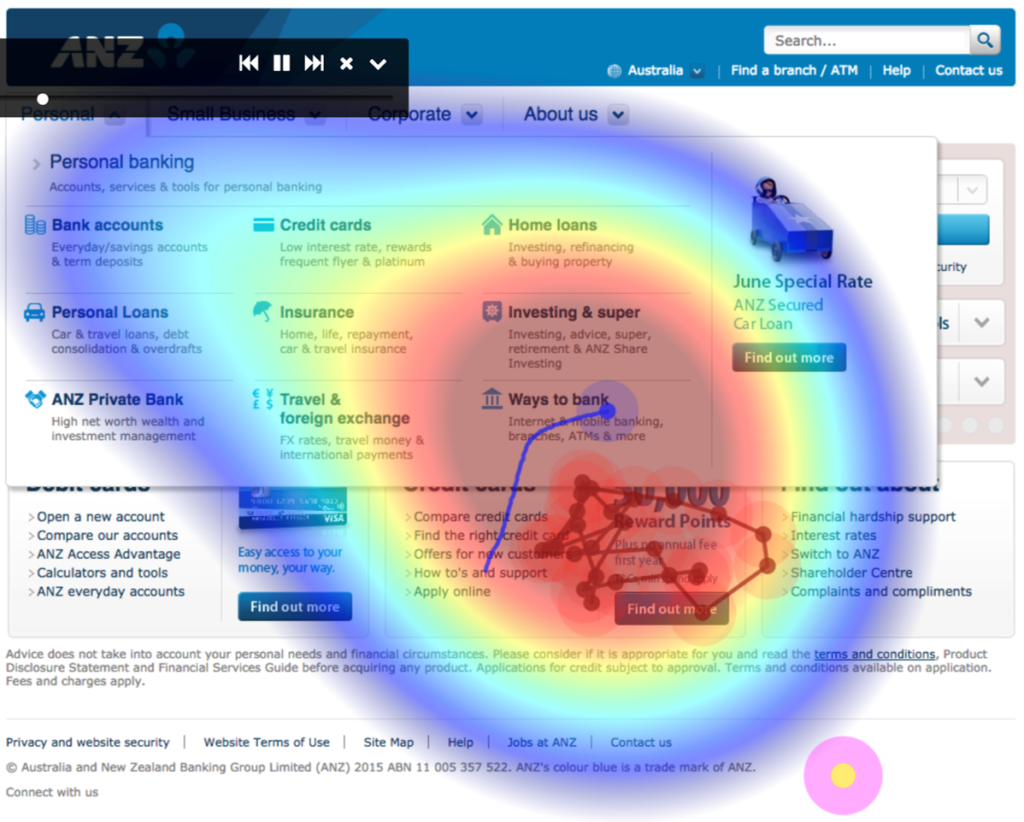 ANZ
Search...
Australia | Find a branch / ATM | Help | Contact us
Personal Small Business Corporate About us
Personal banking
Accounts, services & tools for personal banking
Bank accounts
Everyday/savings accounts
& term deposits
Credit cards
Low interest rate, rewards
frequent flyer & platinum
Home loans
Investing, refinancing
& buying property
Personal Loans
Car & travel loans, debt
consolidation & overdrafts
Insurance
Home, life, repayment,
car & travel insurance
Investing & super
Investing, advice, super,
retirement & ANZ Share
Investing
ANZ Private Bank
High net worth wealth and
investment management
€ ¥
£ $
Travel &
foreign exchange
FX rates, travel money &
international payments
Ways to bank
Internet & mobile banking,
branches, ATMs & more
June Special Rate
ANZ Secured
Car Loan
Find out more
curity
ls
Debit cards
> Open a new account
> Compare our accounts
> ANZ Access Advantage
> Calculators and tools
> ANZ everyday accounts
VISA
Easy access to your
money, your way.
Find out more
Credit cards
> Compare credit cards
> Find the right credit card
> Offers for new customers
> How to's and support
> Apply online
50,000
Reward Points
Plus no annual fee
first year
apply
Find out more
Find out about
> Financial hardship support
> Interest rates
> Switch to ANZ
> Shareholder Centre
> Complaints and compliments
Advice does not take into account your personal needs and financial circumstances. Please consider if it is appropriate for you and read the terms and conditions, Product
Disclosure Statement and Financial Services Guide before acquiring any product. Applications for credit subject to approval. Terms and conditions available on application.
Fees and charges apply.
Privacy and website security | Website Terms of Use | Site Map | Help | Jobs at ANZ | Contact us
© Australia and New Zealand Banking Group Limited (ANZ) 2015 ABN 11 005 357 522. ANZ's colour blue is a trade mark of ANZ.
Connect with us